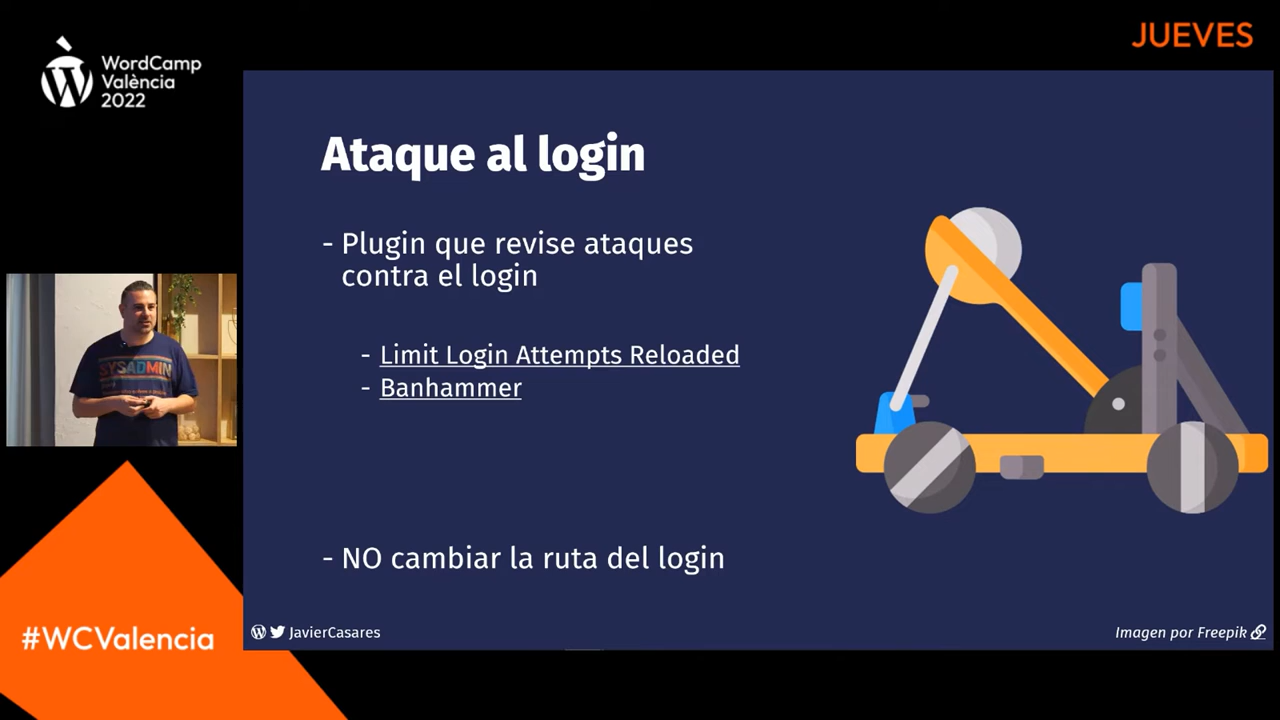 JUEVES
WordCamp
València
2022
Ataque al login
- Plugin que revise ataques
contra el login
- Limit Login Attempts Reloaded
- Banhammer
- NO cambiar la ruta del login
SYSADMIN
#WCValencia
JavierCasares
Imagen por Freepik